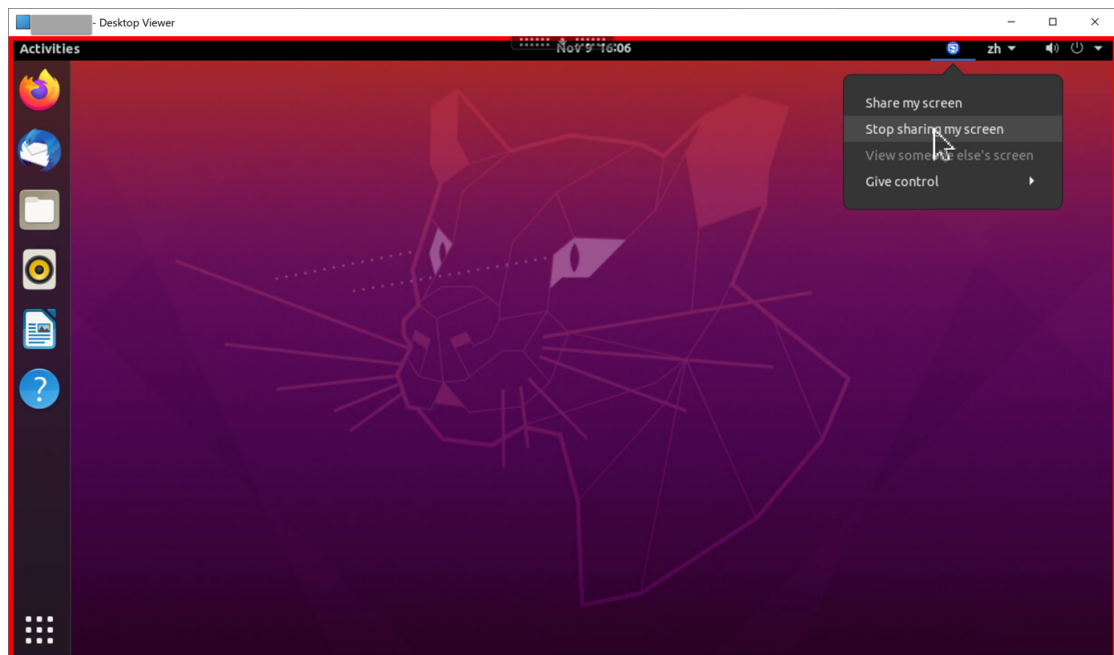 - Desktop Viewer
Activities
Nov 9 16:06
zh
Share my screen
Stop sharing my screen
View someone else's screen
Give control
?